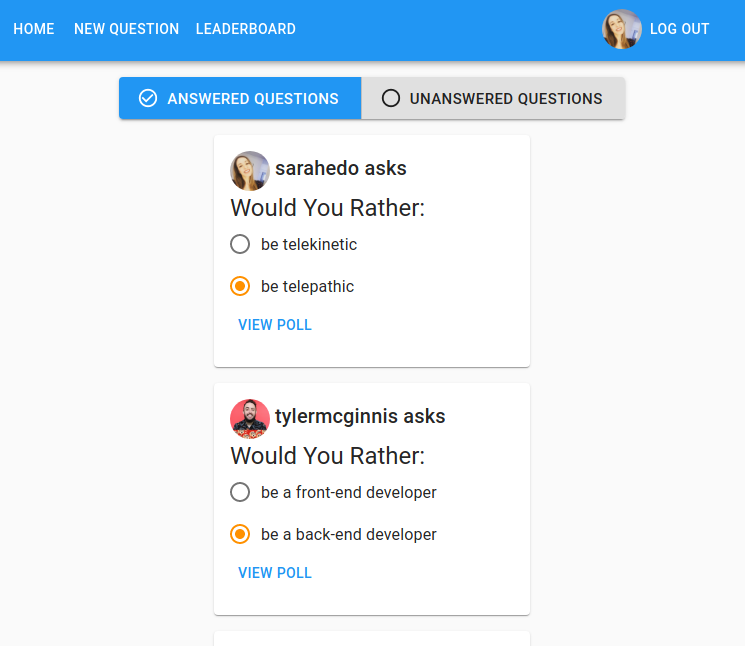 HOME NEW QUESTION LEADERBOARD LOG OUT
ANSWERED QUESTIONS UNANSWERED QUESTIONS
sarahedo asks
Would You Rather:
be telekinetic
be telepathic
VIEW POLL
tylermcginnis asks
Would You Rather:
be a front-end developer
be a back-end developer
VIEW POLL